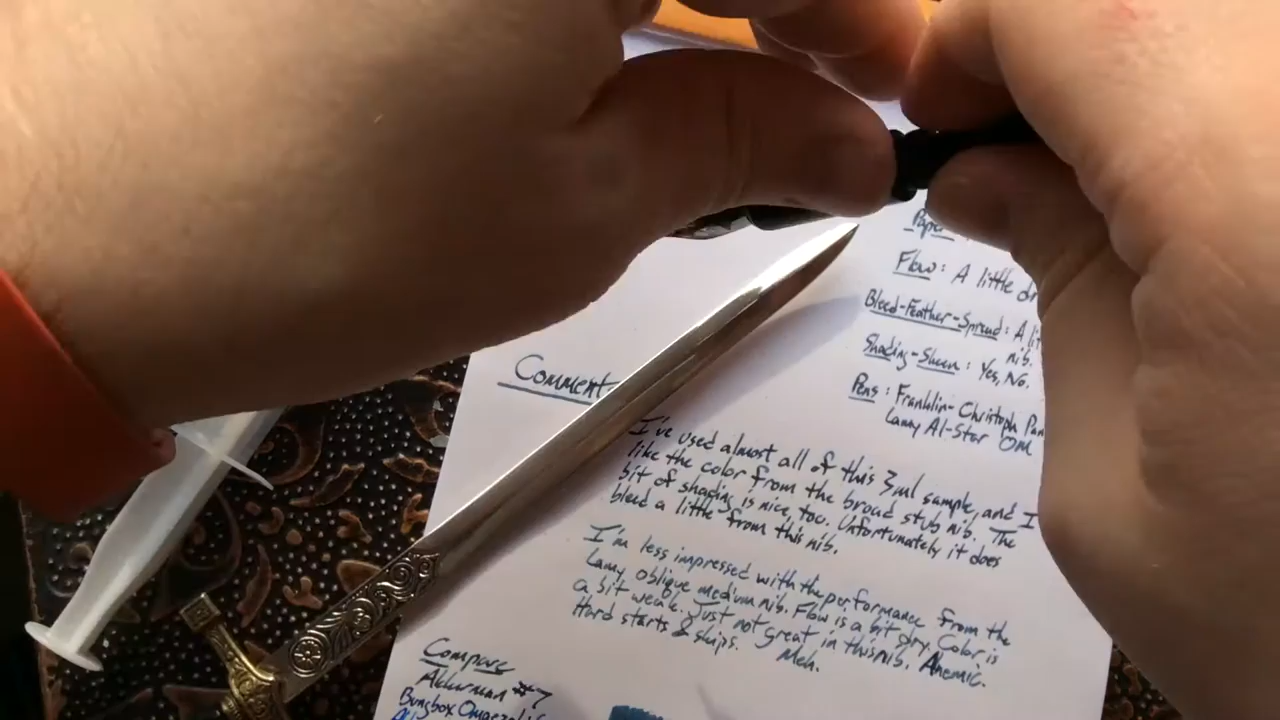 Paper
Flow: A little dr
Bleed-Feather-Spread: A lit
nib.
Shading-Sheen: Yes, No.
Pens: Franklin-Christoph Pan
Lamy Al-Star OM
Comment
I've used almost all of this 3ml sample, and I
like the color from the broad stub nib. The
bit of shading is nice, too. Unfortunately it does
bleed a little from this nib.
I'm less impressed with the performance from the
Lamy oblique medium nib. Flow is a bit dry. Color is
a bit weak. Just not great in this nib. Anemic.
Hard starts & skips. Meh.
Compare
Akkerman #7
Bungbox